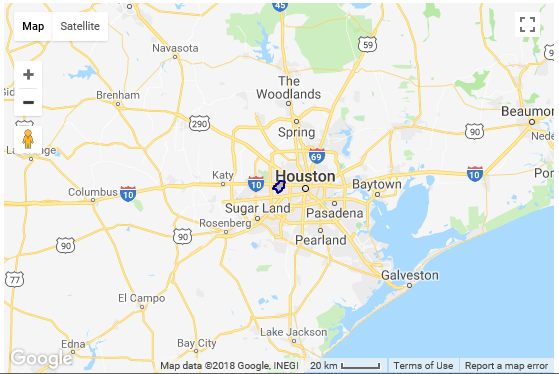 Map
Satellite
45
Navasota
59
The
Woodlands
Brenham
290
Spring
Beaumont
90
69
Houston
Katy
10
10
Baytown
Columbus
10
Sugar Land
Pasadena
Rosenberg
90
90
Pearland
77
Galveston
El Campo
Lake Jackson
Edna
Bay City
Google
Map data ©2018 Google, INEGI
20 km
Terms of Use
Report a map error